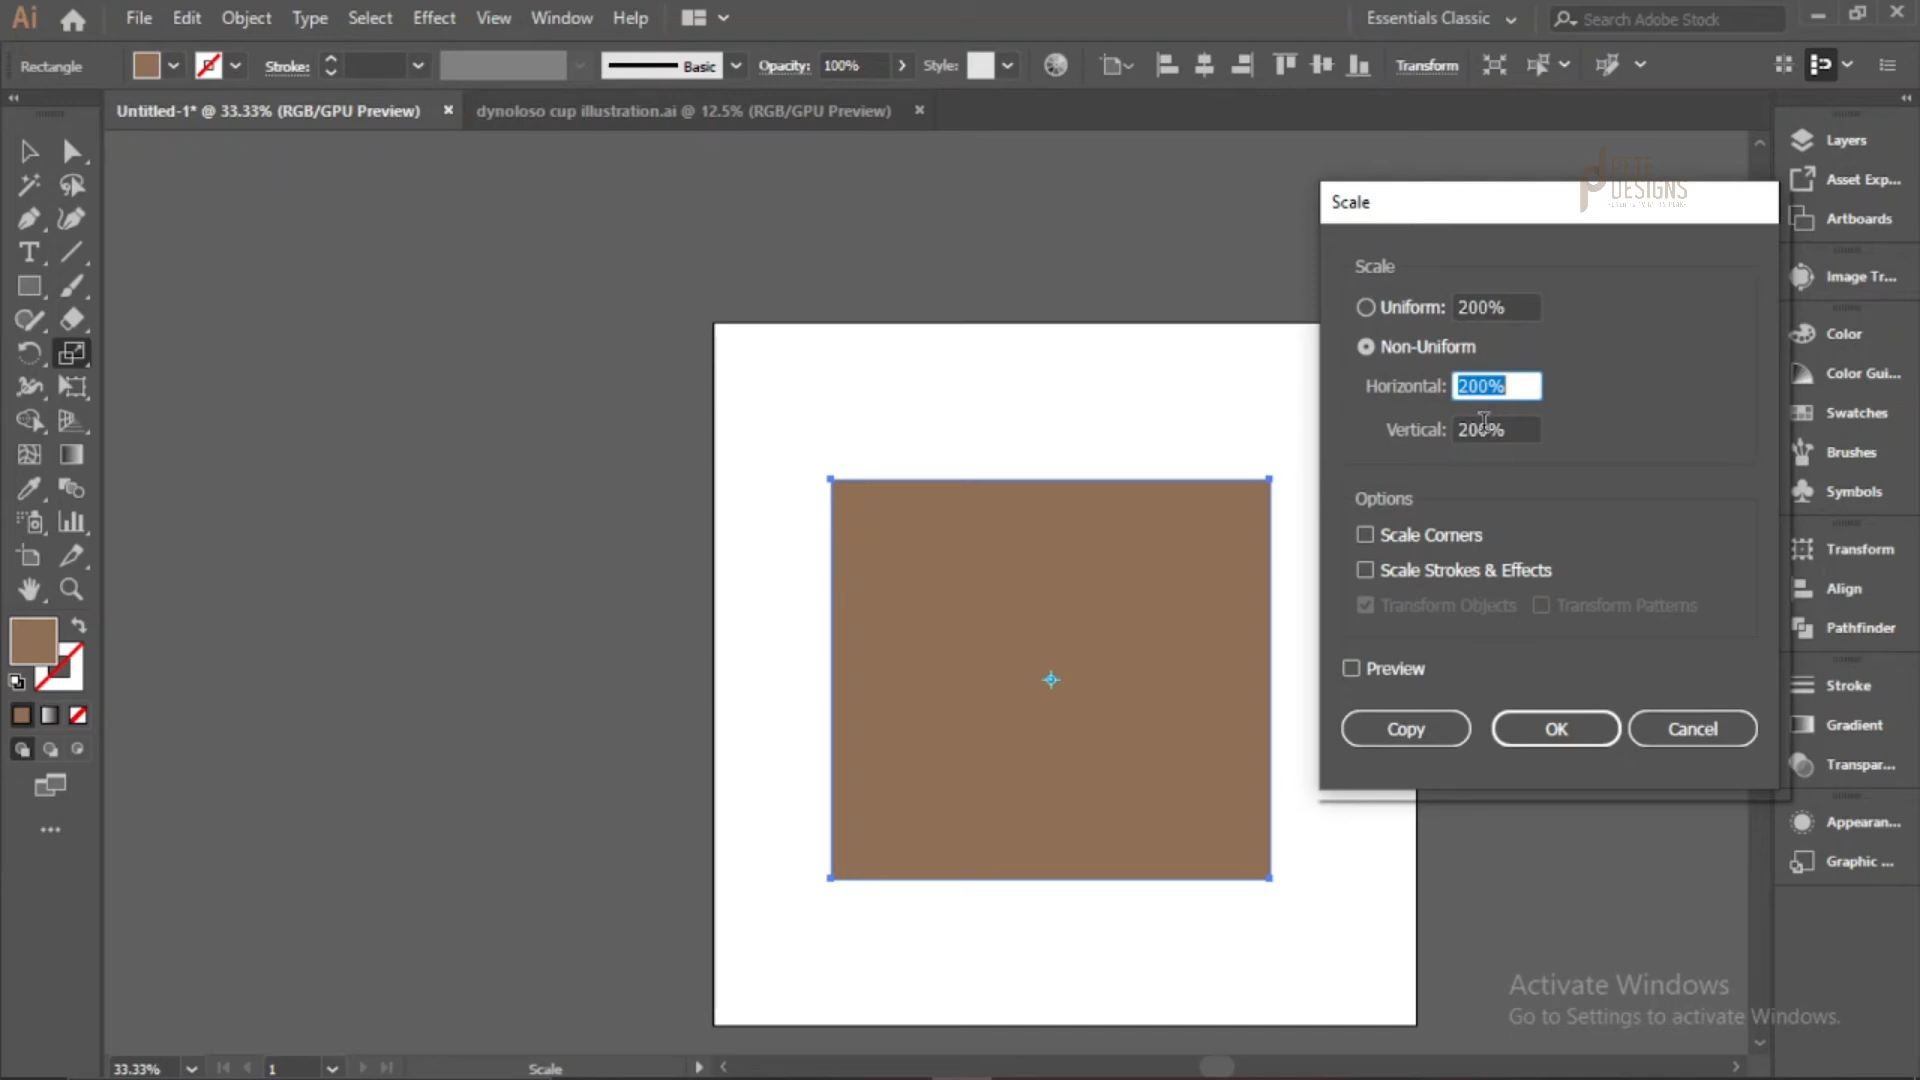 Ai File Edit Object Type Select Effect View Window Help Essentials Classic Search Adobe Stock
Rectangle Stroke: Basic Opacity: 100% Style: Transform
Untitled-1* @ 33.33% (RGB/GPU Preview) × dynoloso cup illustration.ai @ 12.5% (RGB/GPU Preview) ×
Scale
DESIGNS
Scale
Uniform: 200%
Non-Uniform
Horizontal: 200%
Vertical: 200%
Options
Scale Corners
Scale Strokes & Effects
Transform Objects Transform Patterns
Preview
Copy OK Cancel
Layers
Asset Exp...
Artboards
Image Tr...
Color
Color Gui...
Swatches
Brushes
Symbols
Transform
Align
Pathfinder
Stroke
Gradient
Transpar...
Appearan...
Graphic ...
Activate Windows
Go to Settings to activate Windows.
33.33% 1 Scale